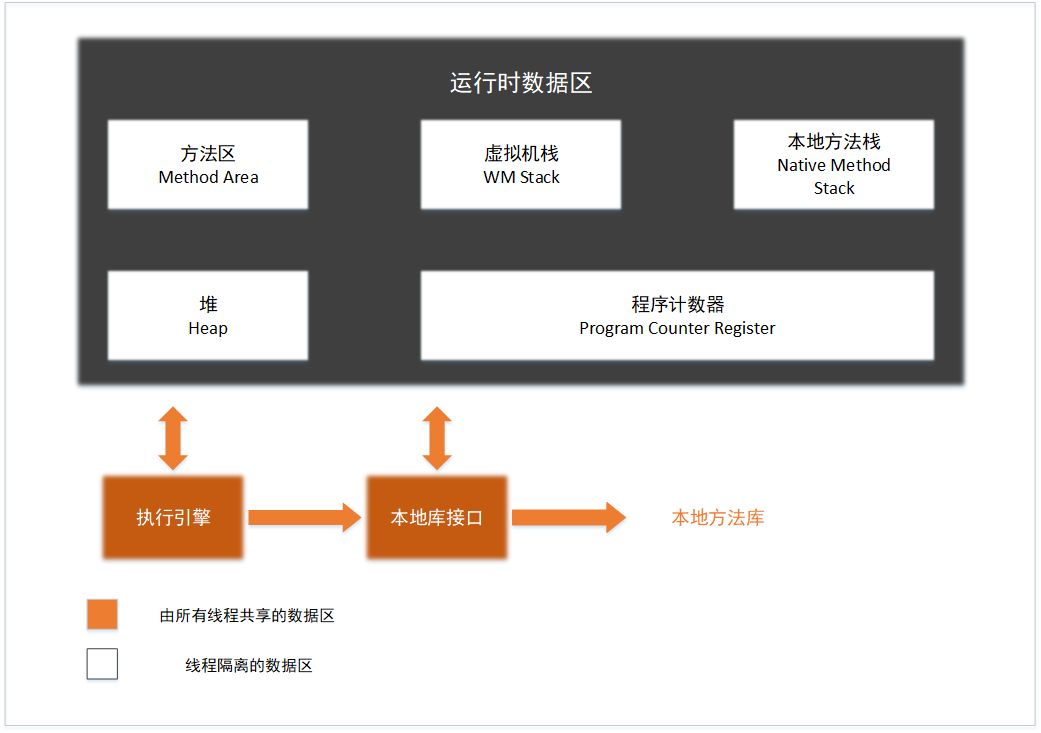 运行时数据区
方法区
Method Area
虚拟机栈
WM Stack
本地方法栈
Native Method
Stack
堆
Heap
程序计数器
Program Counter Register
执行引擎
本地库接口
本地方法库
由所有线程共享的数据区
线程隔离的数据区